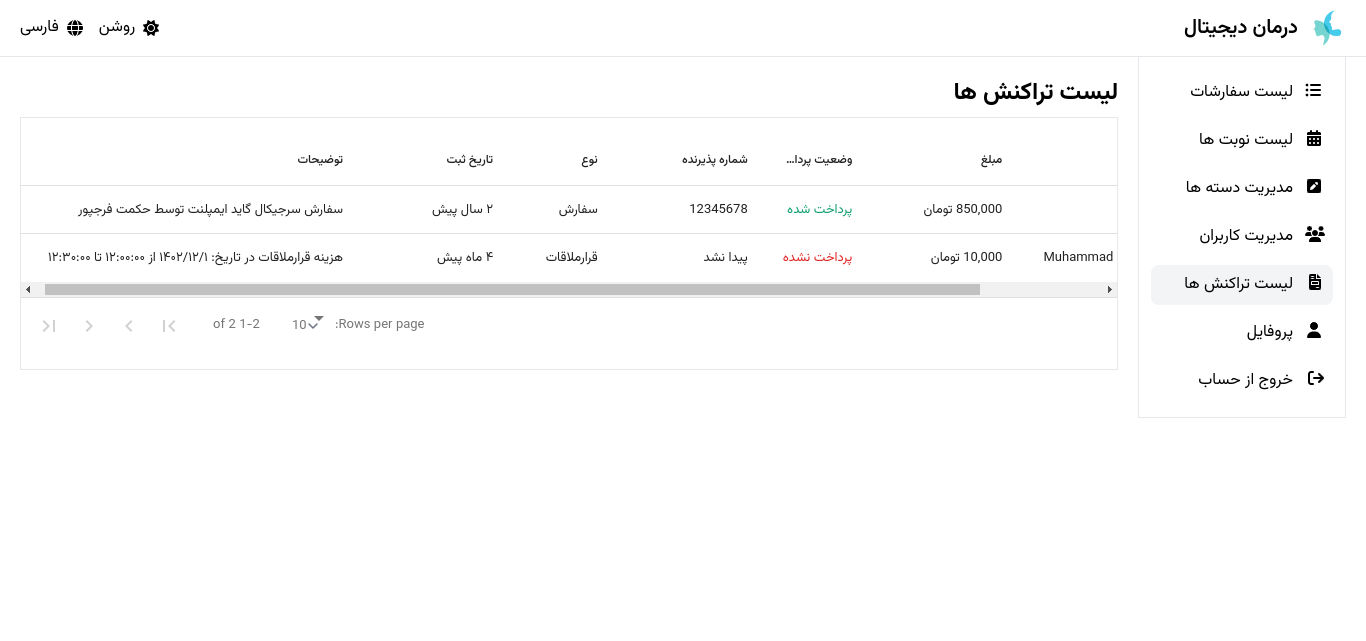 درمان دیجیتال
روشن
فارسی
لیست سفارشات
لیست نوبت ها
مدیریت دسته ها
مدیریت کاربران
لیست تراکنش ها
پروفایل
خروج از حساب
لیست تراکنش ها
مبلغ وضعیت پردا... شماره پذیرنده نوع تاریخ ثبت توضیحات
850,000 تومان پرداخت شده 12345678 سفارش ۲ سال پیش سفارش سرجیکال گاید ایمپلنت توسط حکمت فرجپور
Muhammad 10,000 تومان پرداخت نشده پیدا نشد قرارملاقات ۴ ماه پیش هزینه قرارملاقات در تاریخ: ۱۴۰۲/۱۲/۱ از ۱۲:۰۰:۰۰ تا ۱۲:۳۰:۰۰
:Rows per page 10 of 2 1-2